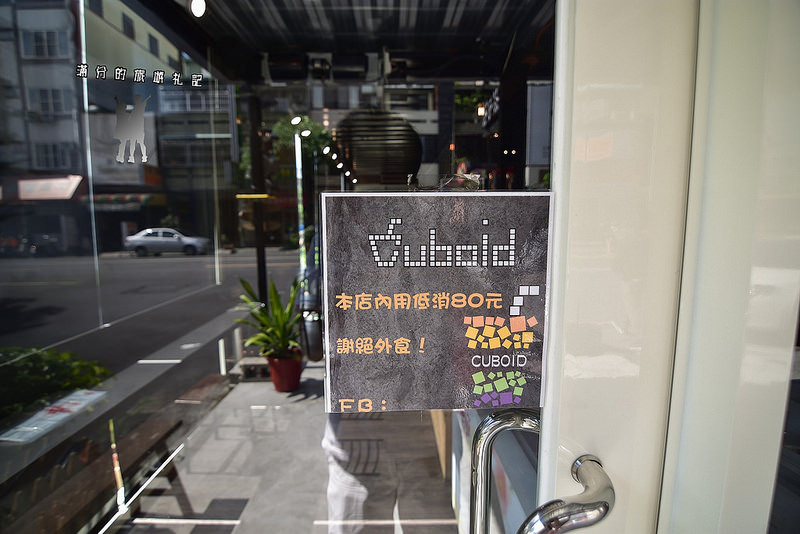 滿分的旅遊札記
Cuboid
本店內用低消80元
謝絕外食！
CUBOID
FB：